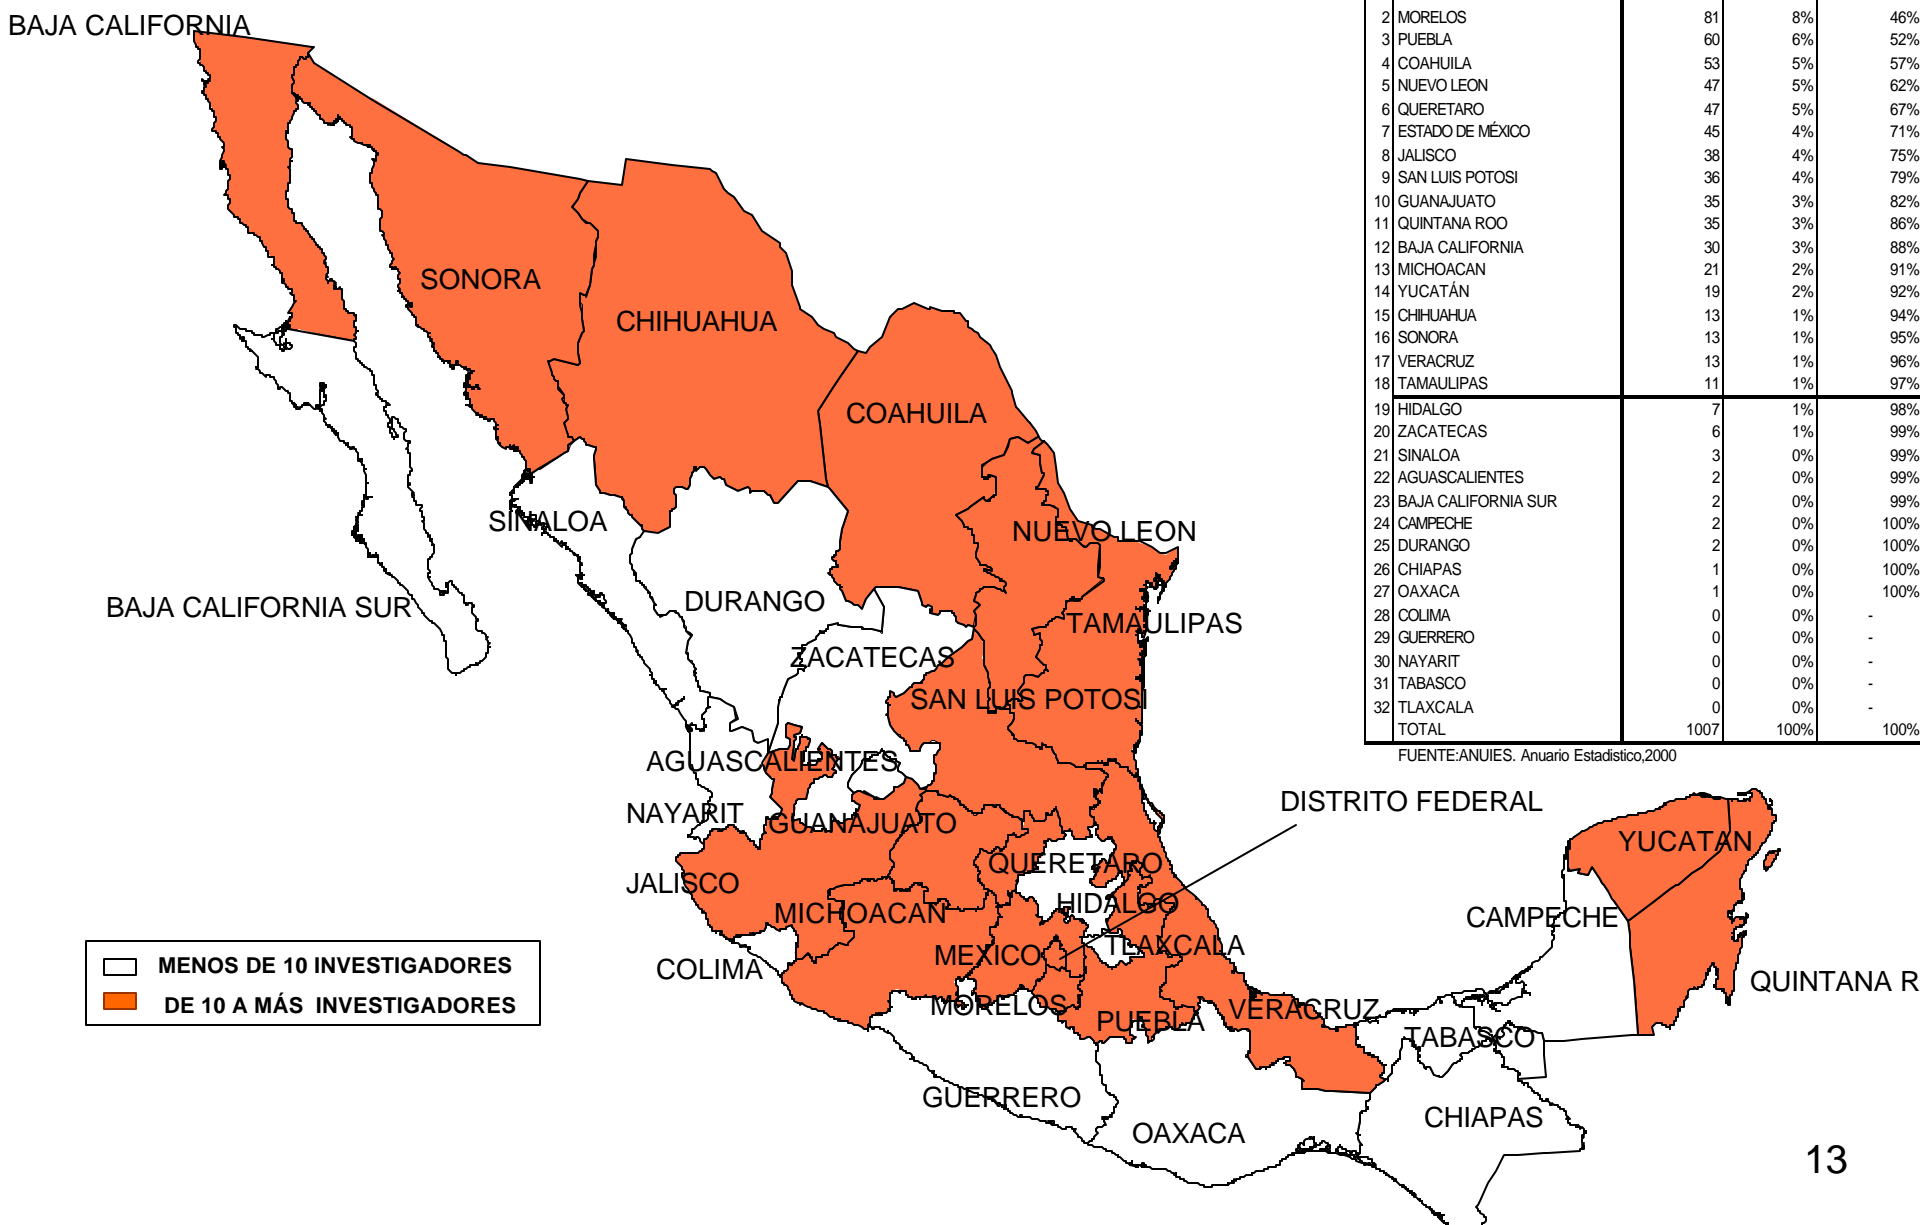 BAJA CALIFORNIA
SONORA
CHIHUAHUA
COAHUILA
SINALOA
NUEVO LEON
BAJA CALIFORNIA SUR
DURANGO
TAMAULIPAS
ZACATECAS
SAN LUIS POTOSI
AGUASCALIENTES
NAYARIT
GUANAJUATO
DISTRITO FEDERAL
QUERETARO
YUCATAN
JALISCO
HIDALGO
MICHOACAN
CAMPECHE
MEXICO
TLAXCALA
COLIMA
QUINTANA R
MORELOS
PUEBLA
VERACRUZ
TABASCO
GUERRERO
OAXACA
CHIAPAS
MENOS DE 10 INVESTIGADORES
DE 10 A MÁS INVESTIGADORES
2 MORELOS 81 8% 46%
3 PUEBLA 60 6% 52%
4 COAHUILA 53 5% 57%
5 NUEVO LEON 47 5% 62%
6 QUERETARO 47 5% 67%
7 ESTADO DE MÉXICO 45 4% 71%
8 JALISCO 38 4% 75%
9 SAN LUIS POTOSI 36 4% 79%
10 GUANAJUATO 35 3% 82%
11 QUINTANA ROO 35 3% 86%
12 BAJA CALIFORNIA 30 3% 88%
13 MICHOACAN 21 2% 91%
14 YUCATÁN 19 2% 92%
15 CHIHUAHUA 13 1% 94%
16 SONORA 13 1% 95%
17 VERACRUZ 13 1% 96%
18 TAMAULIPAS 11 1% 97%
19 HIDALGO 7 1% 98%
20 ZACATECAS 6 1% 99%
21 SINALOA 3 0% 99%
22 AGUASCALIENTES 2 0% 99%
23 BAJA CALIFORNIA SUR 2 0% 99%
24 CAMPECHE 2 0% 100%
25 DURANGO 2 0% 100%
26 CHIAPAS 1 0% 100%
27 OAXACA 1 0% 100%
28 COLIMA 0 0% -
29 GUERRERO 0 0% -
30 NAYARIT 0 0% -
31 TABASCO 0 0% -
32 TLAXCALA 0 0% -
TOTAL 1007 100% 100%
FUENTE:ANUIES. Anuario Estadistico,2000
13